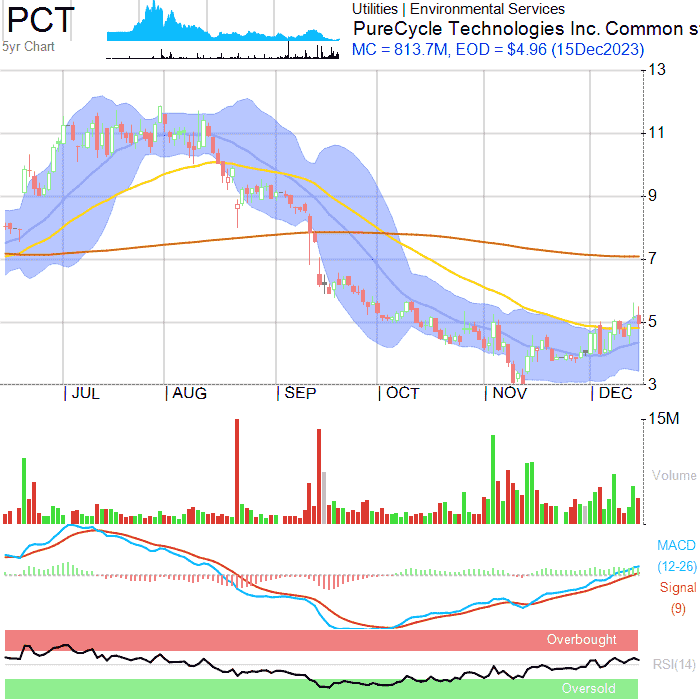 PCT
5yr Chart
Utilities | Environmental Services
PureCycle Technologies Inc. Common s
MC = 813.7M, EOD = $4.96 (15Dec2023)
13
11
9
7
5
3
JUL
AUG
SEP
OCT
NOV
DEC
15M
Volume
MACD
(12-26)
Signal
(9)
Overbought
RSI(14)
Oversold